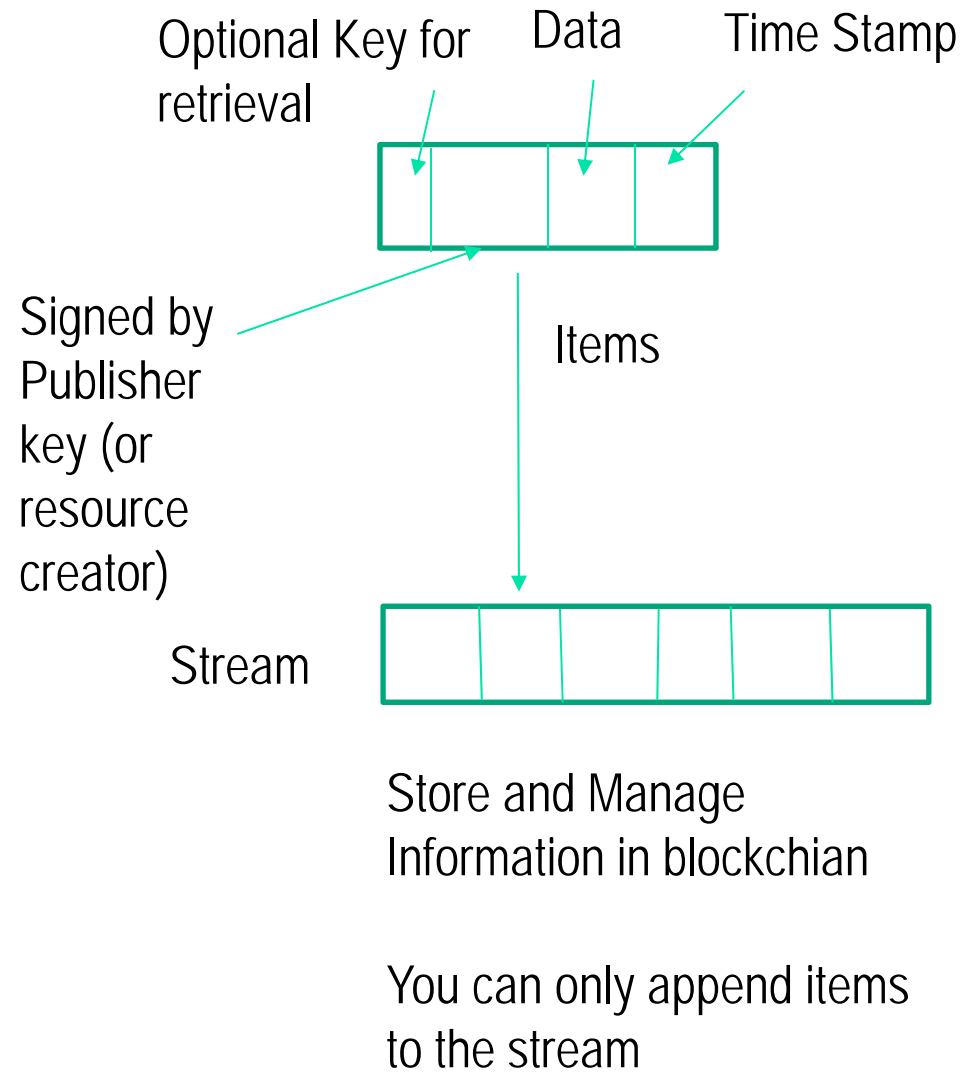 Optional Key for
retrieval
Data
Time Stamp
Signed by
Publisher
key (or
resource
creator)
Items
Stream
Store and Manage
Information in blockchian
You can only append items
to the stream